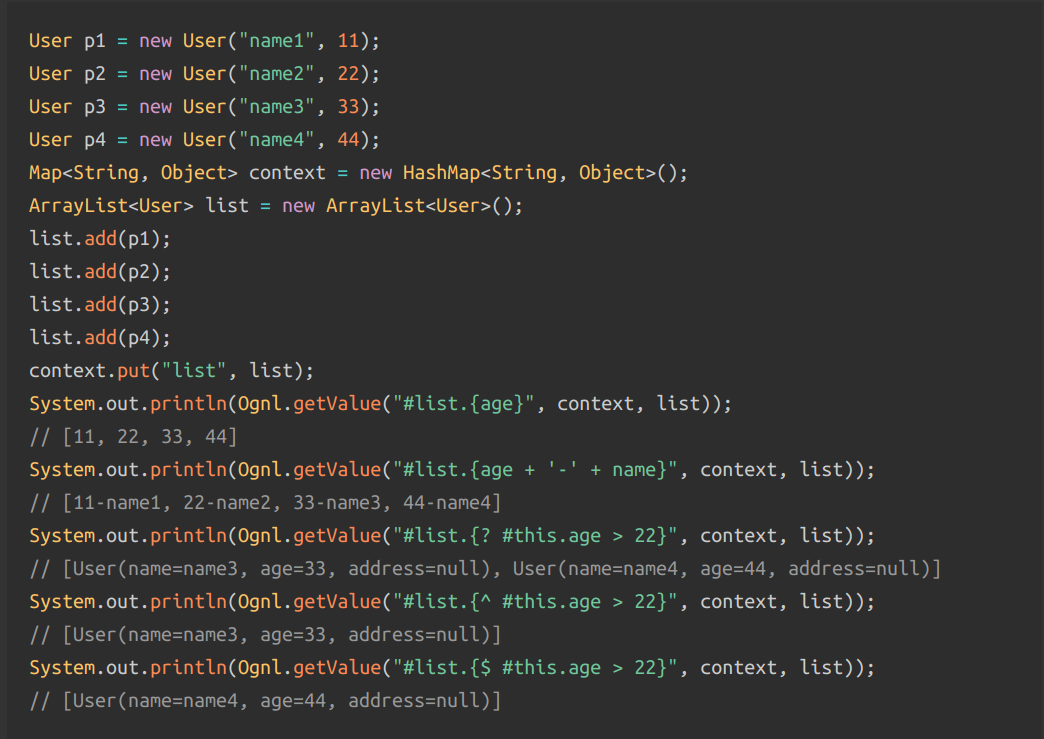 User p1 = new User("name1", 11);
User p2 = new User("name2", 22);
User p3 = new User("name3", 33);
User p4 = new User("name4", 44);
Map<String, Object> context = new HashMap<String, Object>();
ArrayList<User> list = new ArrayList<User>();
list.add(p1);
list.add(p2);
list.add(p3);
list.add(p4);
context.put("list", list);
System.out.println(Ognl.getValue("#list.{age}", context, list));
// [11, 22, 33, 44]
System.out.println(Ognl.getValue("#list.{age + '-' + name}", context, list));
// [11-name1, 22-name2, 33-name3, 44-name4]
System.out.println(Ognl.getValue("#list.{? #this.age > 22}", context, list));
// [User(name=name3, age=33, address=null), User(name=name4, age=44, address=null)]
System.out.println(Ognl.getValue("#list.{^ #this.age > 22}", context, list));
// [User(name=name3, age=33, address=null)]
System.out.println(Ognl.getValue("#list.{$ #this.age > 22}", context, list));
// [User(name=name4, age=44, address=null)]